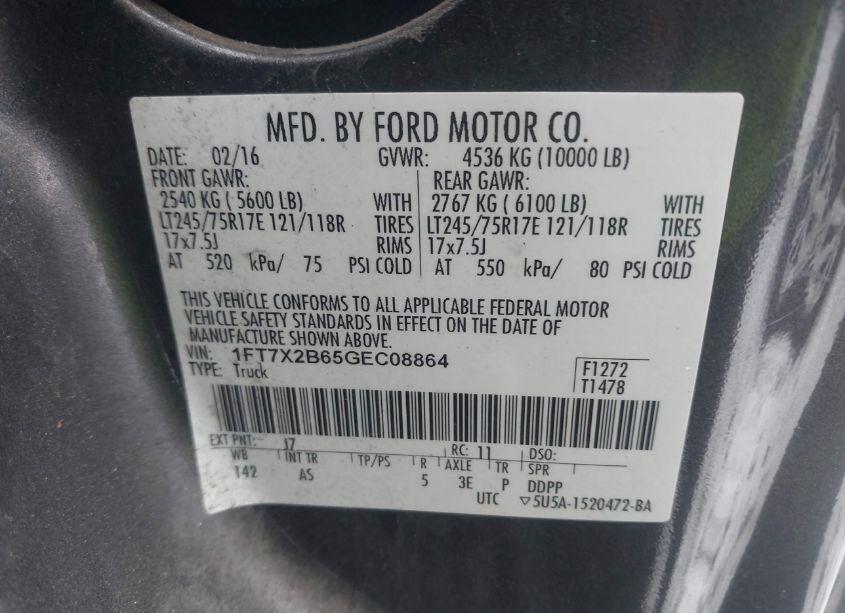 MFD. BY FORD MOTOR CO.
DATE: 02/16 GVWR: 4536 KG (10000 LB)
FRONT GAWR: REAR GAWR:
2540 KG ( 5600 LB) WITH 2767 KG ( 6100 LB) WITH
LT245/75R17E 121/118R TIRES LT245/75R17E 121/118R TIRES
17x7.5J RIMS 17x7.5J RIMS
AT 520 kPa/ 75 PSI COLD AT 550 kPa/ 80 PSI COLD
THIS VEHICLE CONFORMS TO ALL APPLICABLE FEDERAL MOTOR
VEHICLE SAFETY STANDARDS IN EFFECT ON THE DATE OF
MANUFACTURE SHOWN ABOVE.
VIN: 1FT7X2B65GEC08864
TYPE: Truck
F1272
T1478
EXT PNT: J7 RC: 11 DSO:
WB INT TR TP/PS R AXLE TR SPR
142 AS 5 3E P DDPP
UTC ▽5U5A-1520472-BA